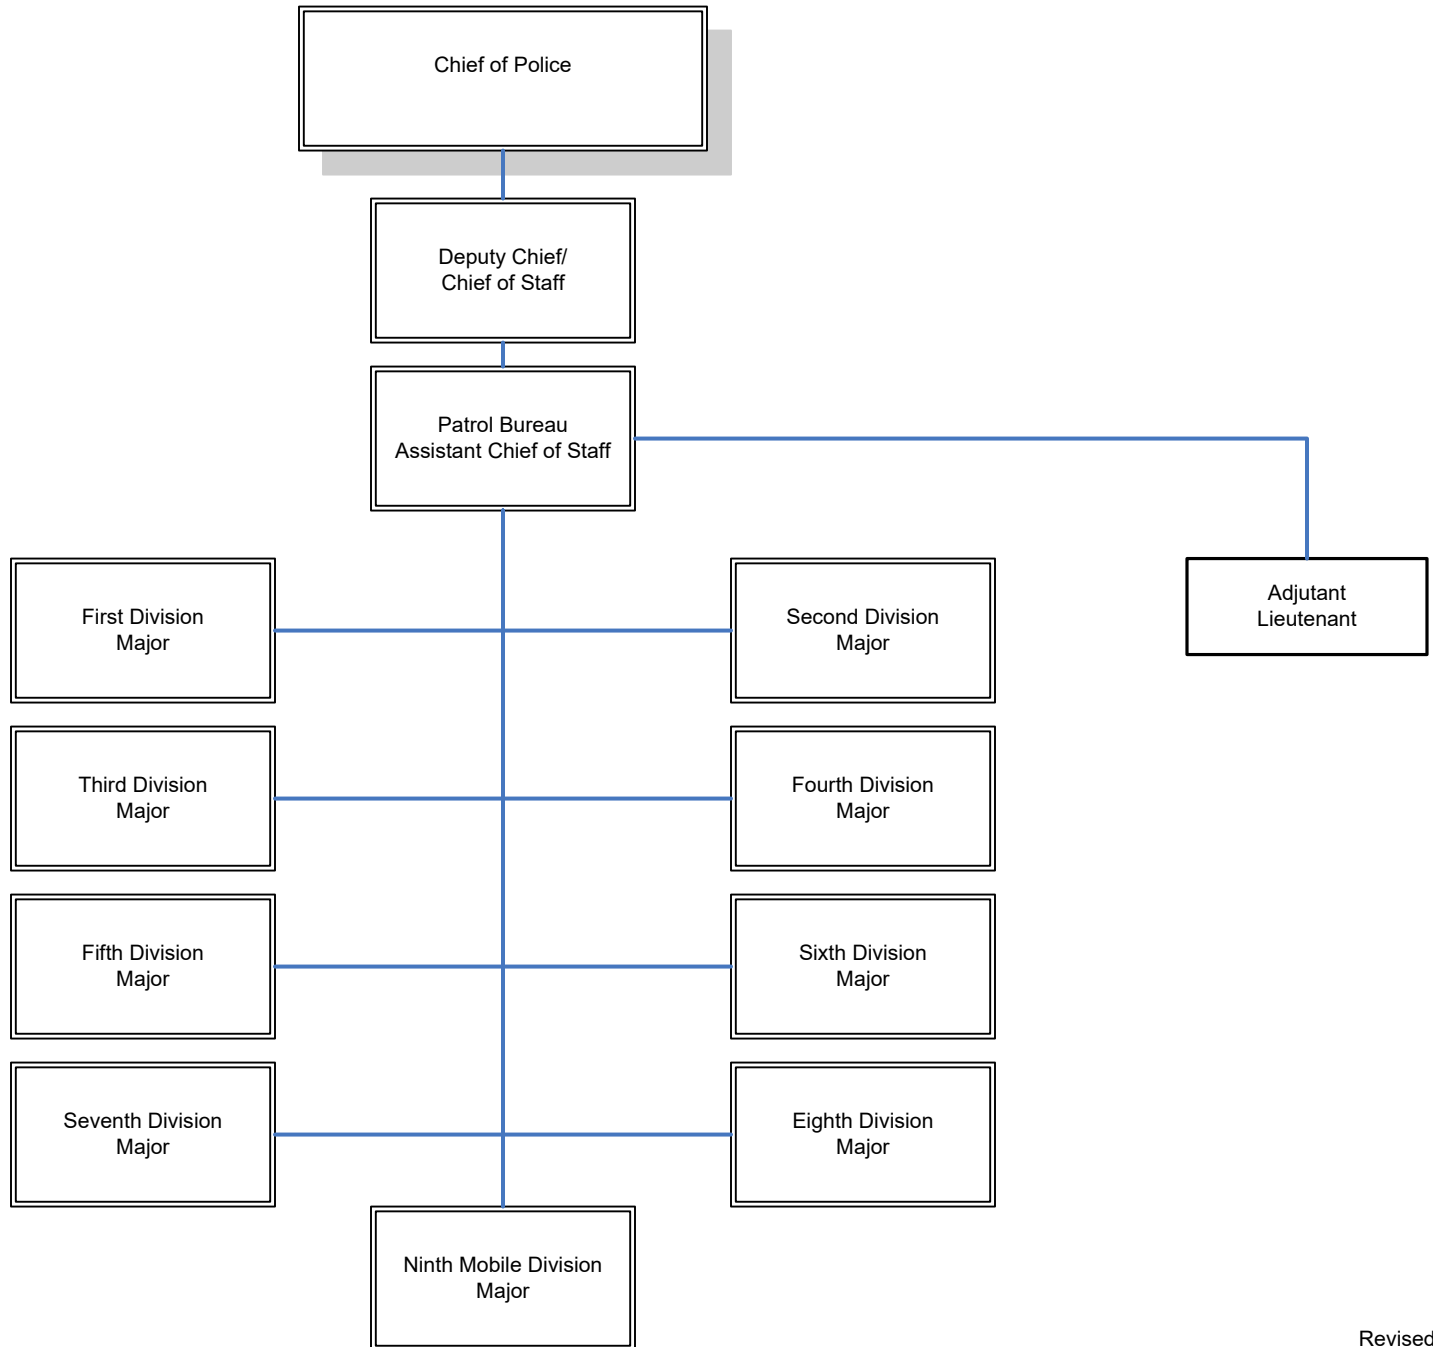 Chief of Police
Deputy Chief/
Chief of Staff
Patrol Bureau
Assistant Chief of Staff
First Division
Major
Second Division
Major
Adjutant
Lieutenant
Third Division
Major
Fourth Division
Major
Fifth Division
Major
Sixth Division
Major
Seventh Division
Major
Eighth Division
Major
Ninth Mobile Division
Major
Revised